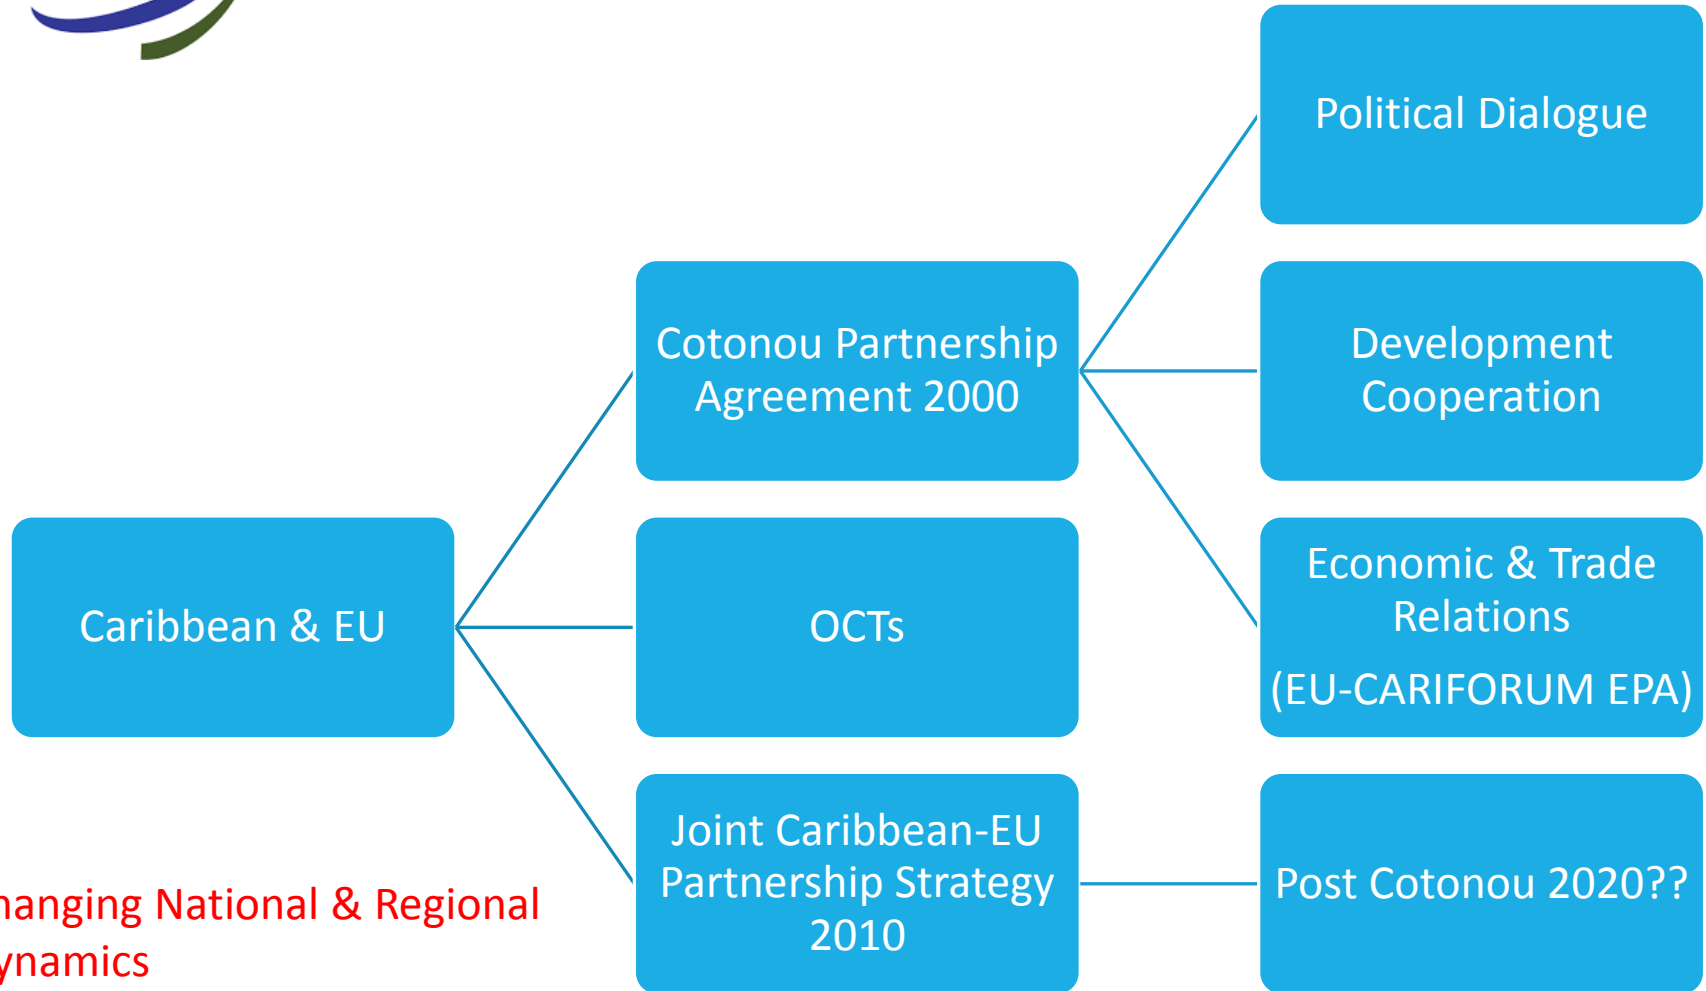 Political Dialogue
Cotonou Partnership
Agreement 2000
Development
Cooperation
Caribbean & EU
OCTs
Economic & Trade
Relations
(EU-CARIFORUM EPA)
Joint Caribbean-EU
Partnership Strategy
2010
Post Cotonou 2020??
hanging National & Regional
ynamics